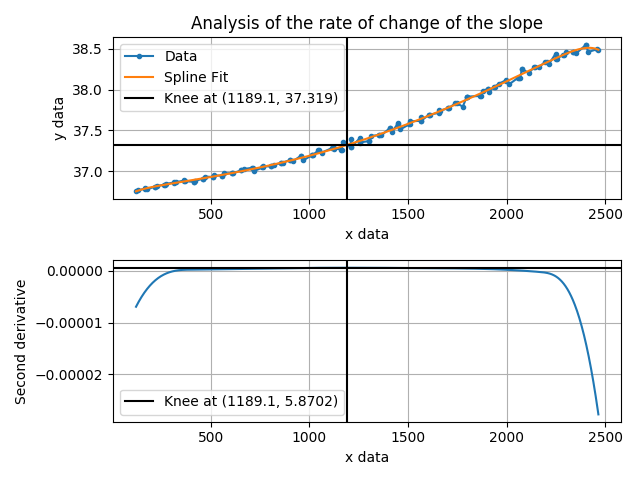 Analysis of the rate of change of the slope
38.5
38.0
37.5
37.0
y data
Data
Spline Fit
Knee at (1189.1, 37.319)
500 1000 1500 2000 2500
x data
0.00000
−0.00001
−0.00002
Second derivative
Knee at (1189.1, 5.8702)
500 1000 1500 2000 2500
x data